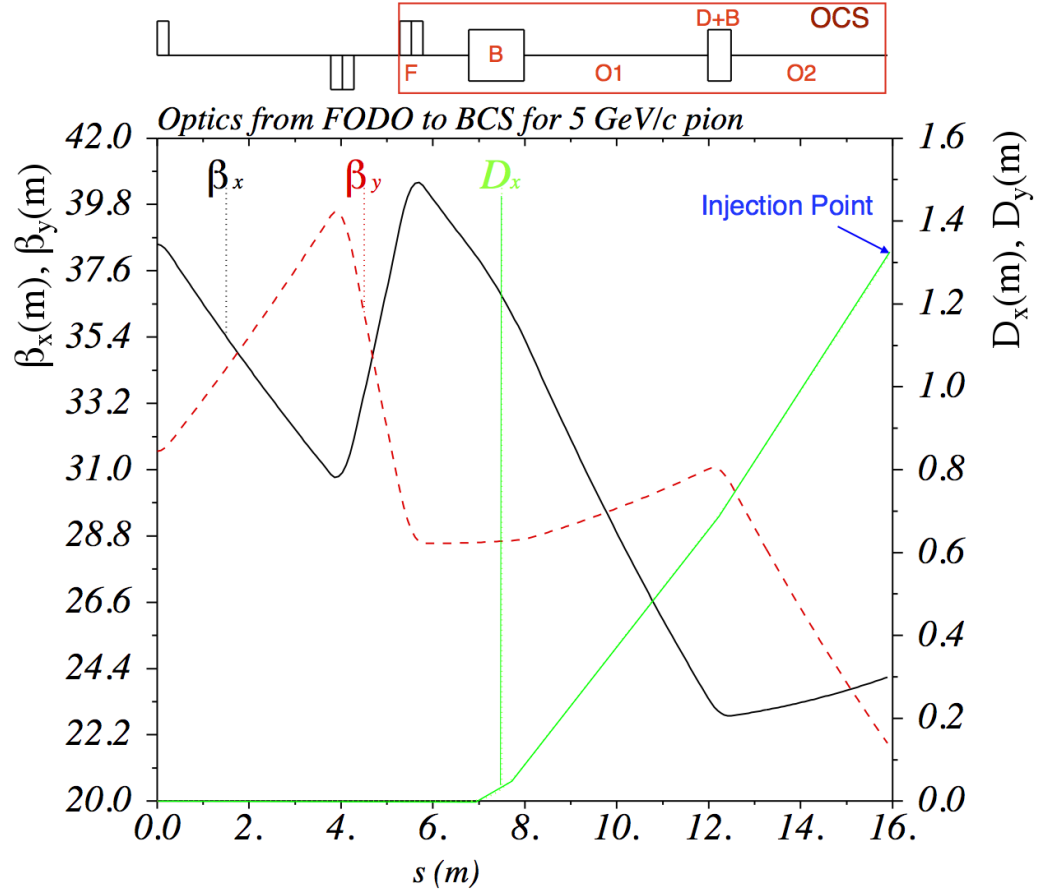 OCS
D+B
B
F
O1
O2
Optics from FODO to BCS for 5 GeV/c pion
βx
βy
Dx
Injection Point
βx(m), βy(m)
42.0
39.8
37.6
35.4
33.2
31.0
28.8
26.6
24.4
22.2
20.0
Dx(m), Dy(m)
1.6
1.4
1.2
1.0
0.8
0.6
0.4
0.2
0.0
0.0 2. 4. 6. 8. 10. 12. 14. 16.
s (m)